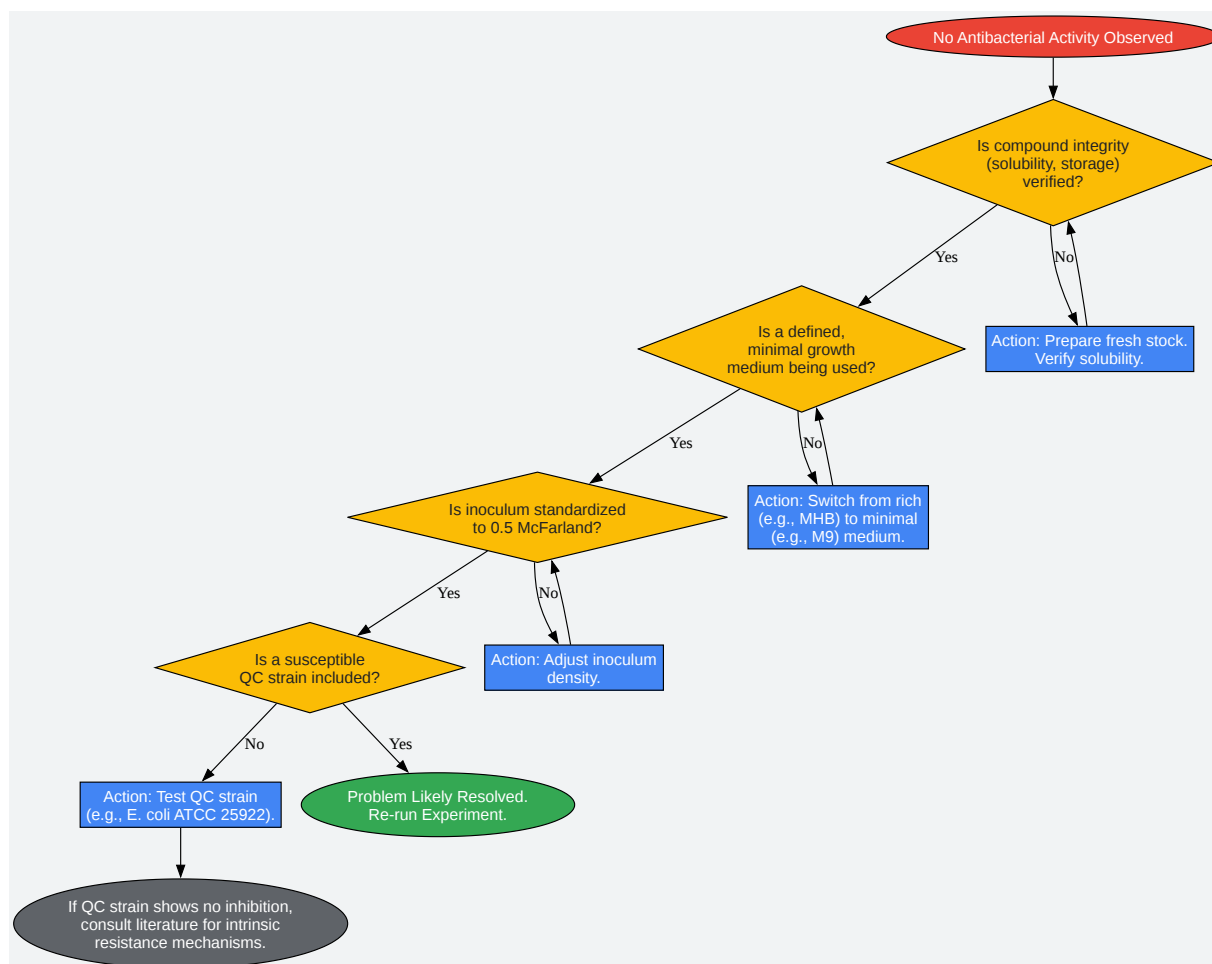 No Antibacterial Activity Observed
Is compound integrity
(solubility, storage)
verified?
Yes
No
Action: Prepare fresh stock.
Verify solubility.
Is a defined,
minimal growth
medium being used?
Yes
No
Action: Switch from rich
(e.g., MHB) to minimal
(e.g., M9) medium.
Is inoculum standardized
to 0.5 McFarland?
Yes
No
Action: Adjust inoculum
density.
Is a susceptible
QC strain included?
No
Yes
Action: Test QC strain
(e.g., E. coli ATCC 25922).
Problem Likely Resolved.
Re-run Experiment.
If QC strain shows no inhibition,
consult literature for intrinsic
resistance mechanisms.